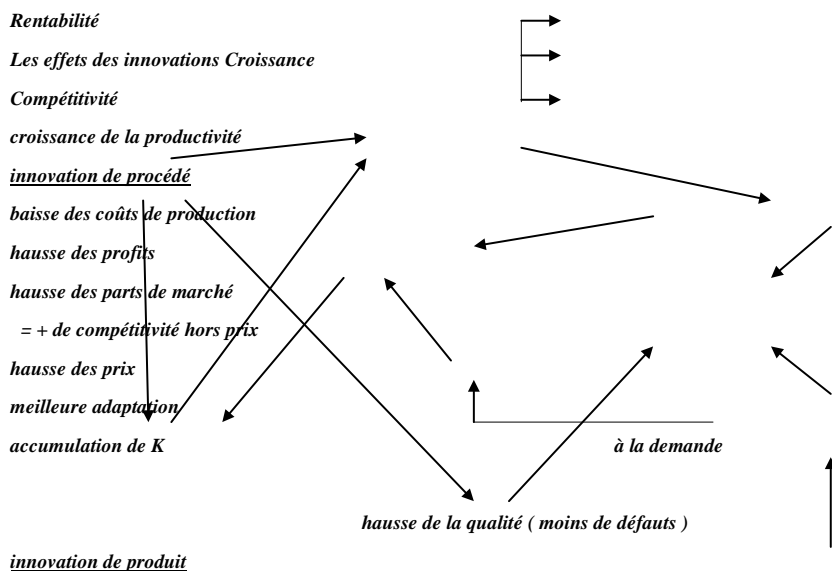 Rentabilité
Les effets des innovations Croissance
Compétitivité
croissance de la productivité
innovation de procédé
baisse des coûts de production
hausse des profits
hausse des parts de marché
= + de compétitivité hors prix
hausse des prix
meilleure adaptation
accumulation de K à la demande
hausse de la qualité ( moins de défauts )
innovation de produit